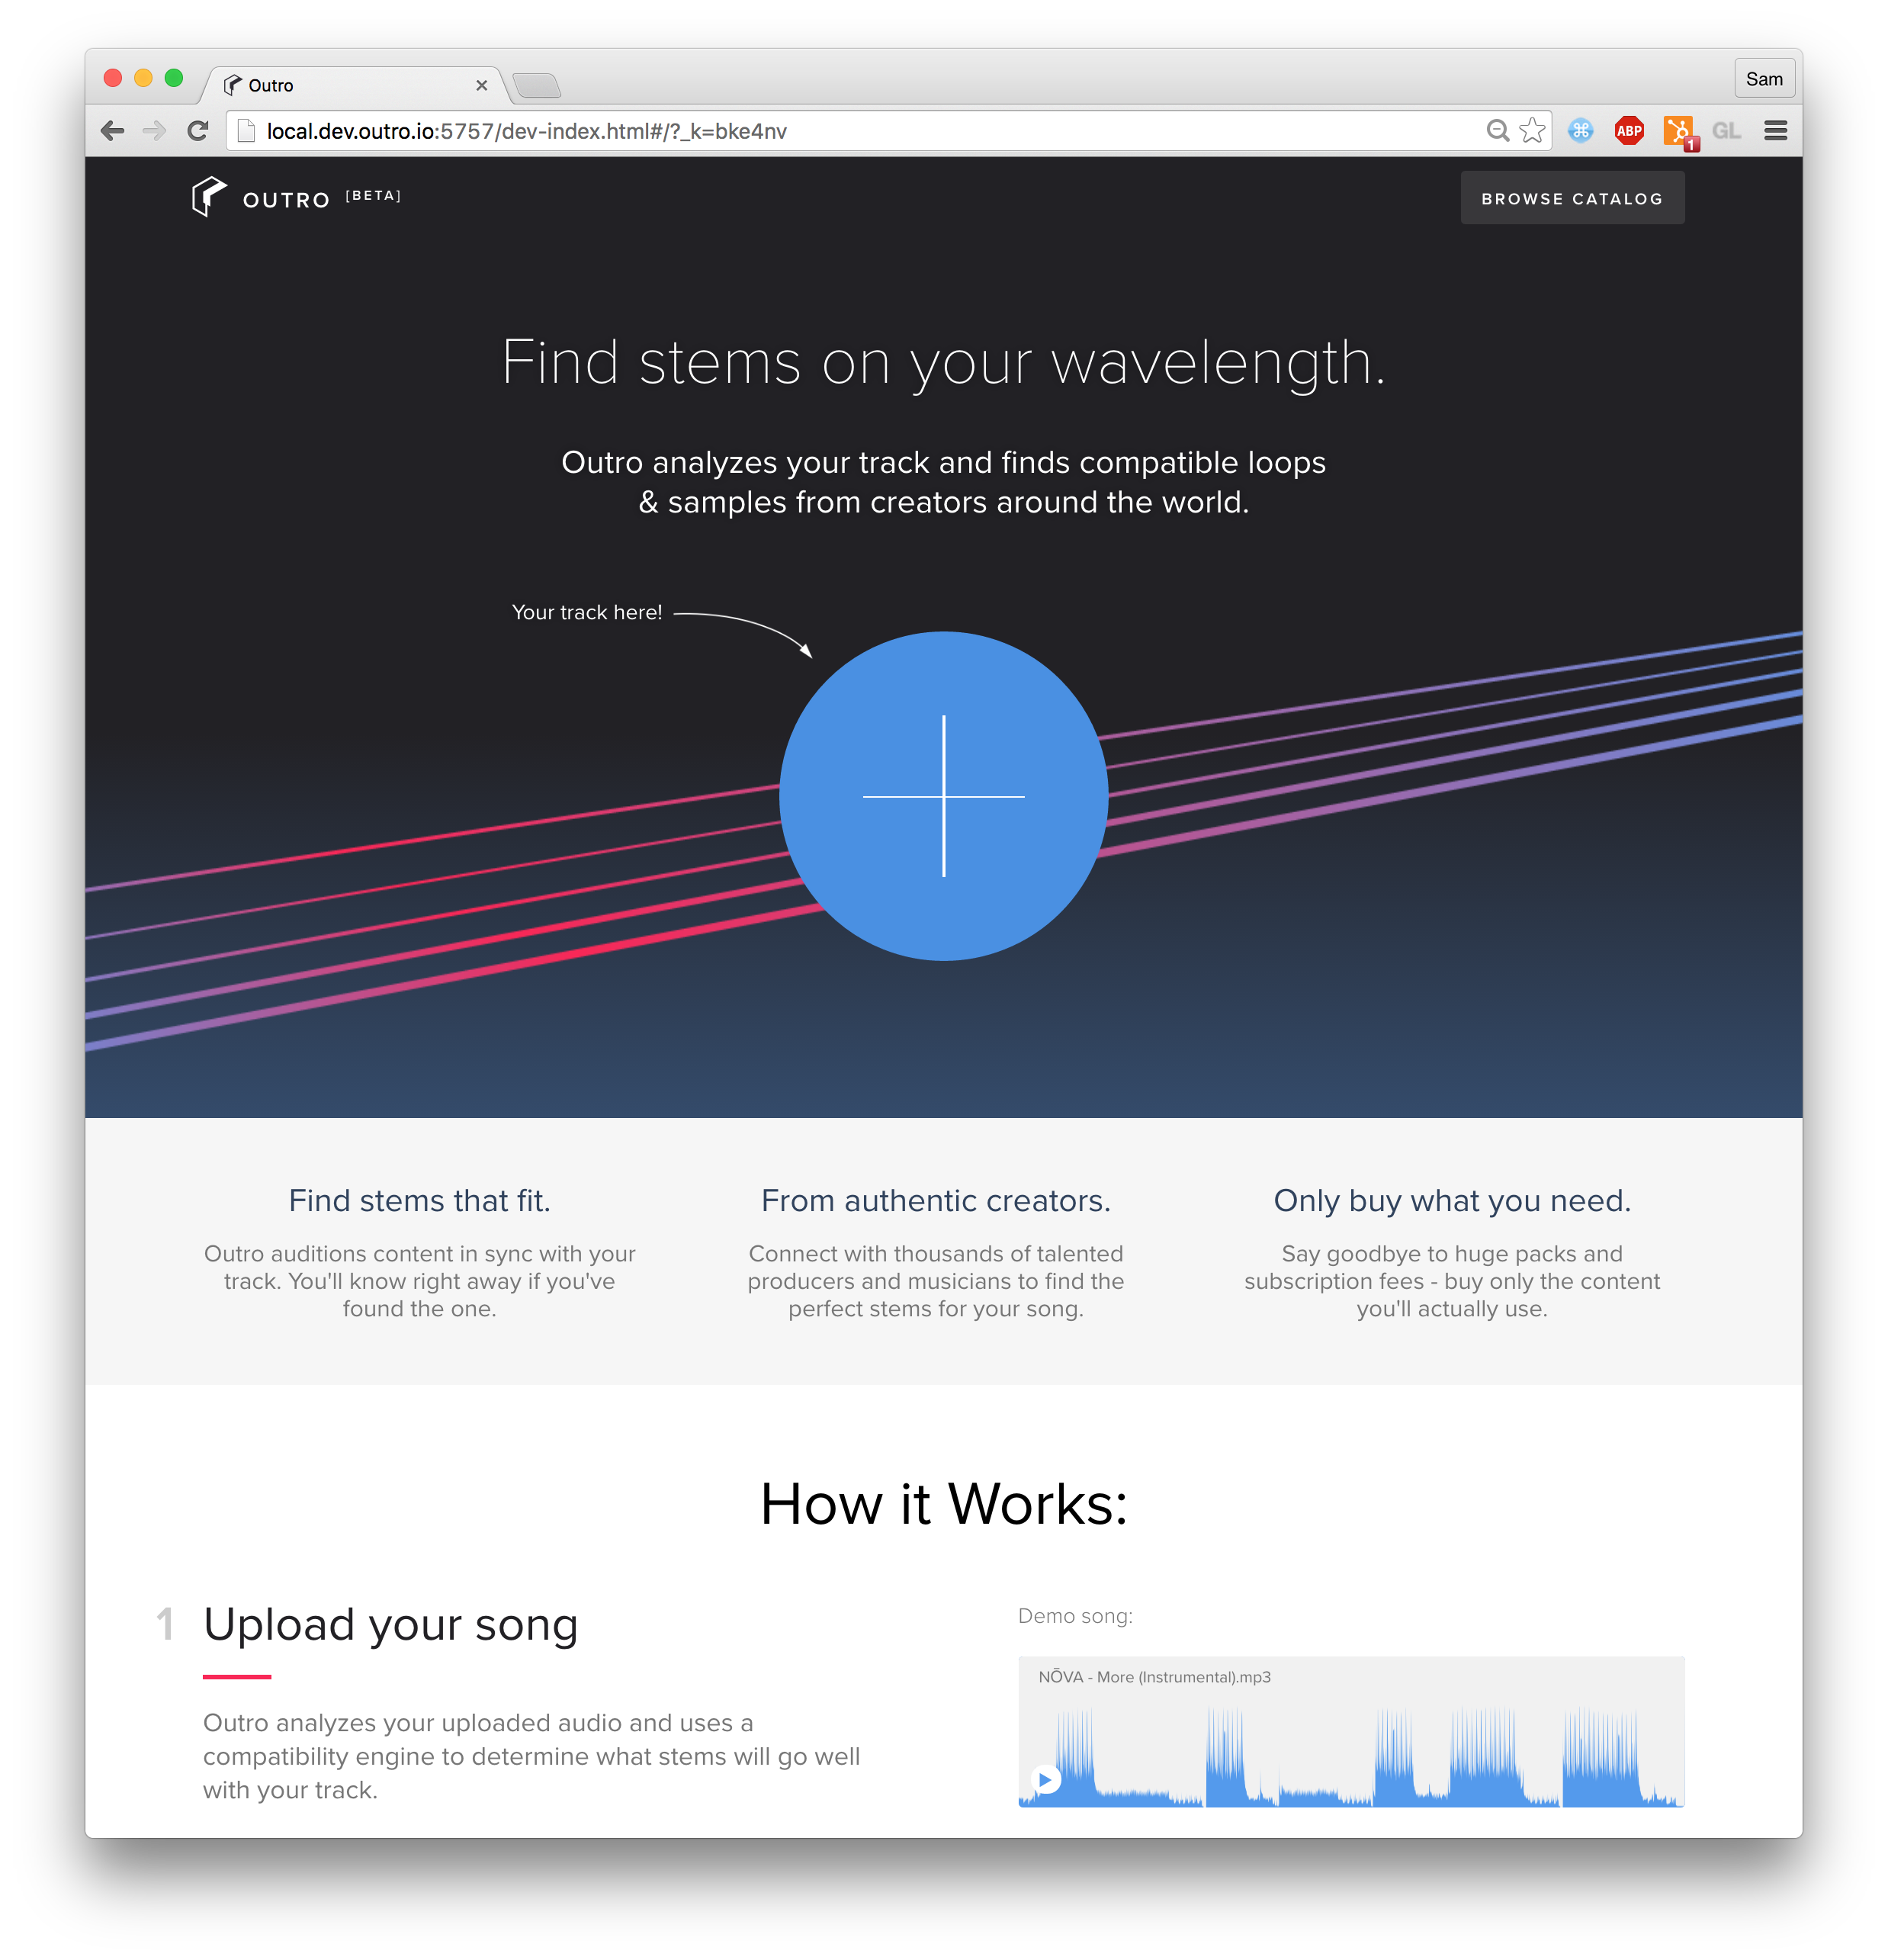 Outro
Sam
local.dev.outro.io:5757/dev-index.html#/?_k=bke4nv
ABP
1
GL
OUTRO [BETA]
BROWSE CATALOG
Find stems on your wavelength.
Outro analyzes your track and finds compatible loops
& samples from creators around the world.
Your track here!
Find stems that fit.
Outro auditions content in sync with your
track. You'll know right away if you've
found the one.
From authentic creators.
Connect with thousands of talented
producers and musicians to find the
perfect stems for your song.
Only buy what you need.
Say goodbye to huge packs and
subscription fees - buy only the content
you'll actually use.
How it Works:
1 Upload your song
Outro analyzes your uploaded audio and uses a
compatibility engine to determine what stems will go well
with your track.
Demo song:
NŌVA - More (Instrumental).mp3